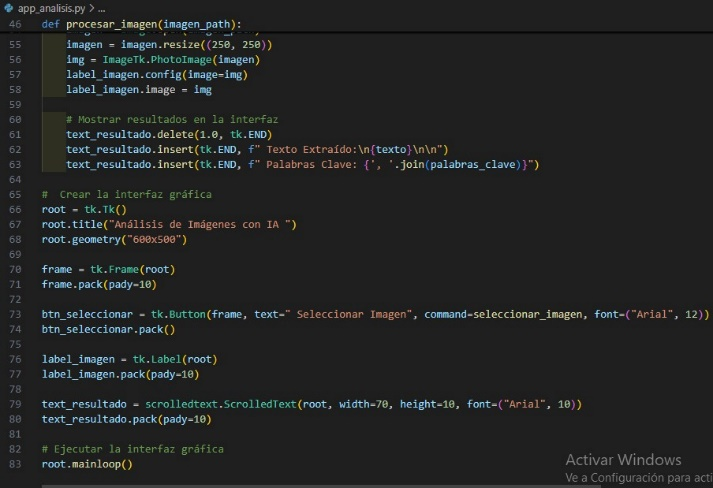 app_analisis.py > ...
46 def procesar_imagen(imagen_path):
55 imagen = imagen.resize((250, 250))
56 img = ImageTk.PhotoImage(imagen)
57 label_imagen.config(image=img)
58 label_imagen.image = img
59
60 # Mostrar resultados en la interfaz
61 text_resultado.delete(1.0, tk.END)
62 text_resultado.insert(tk.END, f" Texto Extraído:\n{texto}\n\n")
63 text_resultado.insert(tk.END, f" Palabras Clave: {', '.join(palabras_clave)}")
64
65 #  Crear la interfaz gráfica
66 root = tk.Tk()
67 root.title("Análisis de Imágenes con IA ")
68 root.geometry("600x500")
69
70 frame = tk.Frame(root)
71 frame.pack(pady=10)
72
73 btn_seleccionar = tk.Button(frame, text=" Seleccionar Imagen", command=seleccionar_imagen, font=("Arial", 12))
74 btn_seleccionar.pack()
75
76 label_imagen = tk.Label(root)
77 label_imagen.pack(pady=10)
78
79 text_resultado = scrolledtext.ScrolledText(root, width=70, height=10, font=("Arial", 10))
80 text_resultado.pack(pady=10)
81
82 # Ejecutar la interfaz gráfica
83 root.mainloop()
Activar Windows
Ve a Configuración para acti